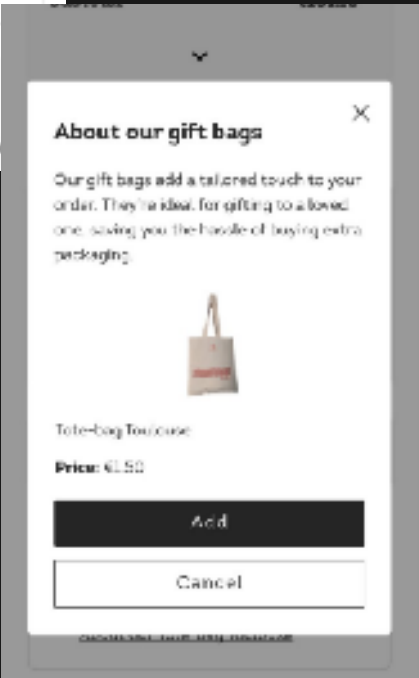 About our gift bags
Our gift bags add a tailored touch to your
order. They're ideal for gifting to a loved
one, saving you the hassle of buying extra
packaging.
Tote-bag Toulouse
Price: €1.50
Add
Cancel